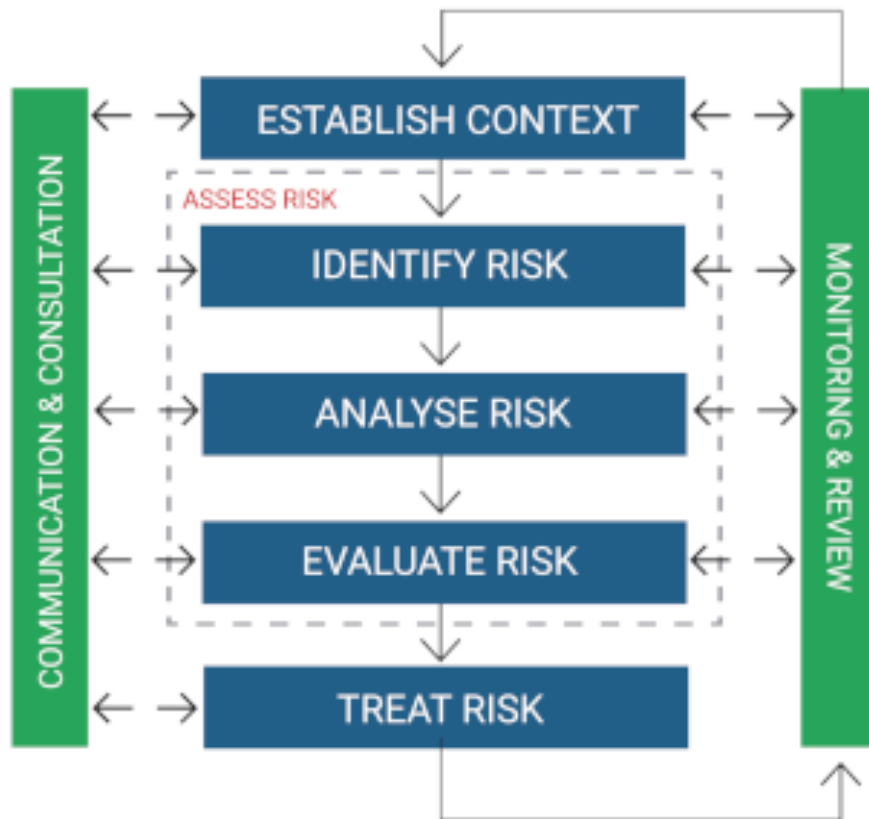 ESTABLISH CONTEXT
ASSESS RISK
IDENTIFY RISK
ANALYSE RISK
EVALUATE RISK
TREAT RISK
COMMUNICATION & CONSULTATION
MONITORING & REVIEW